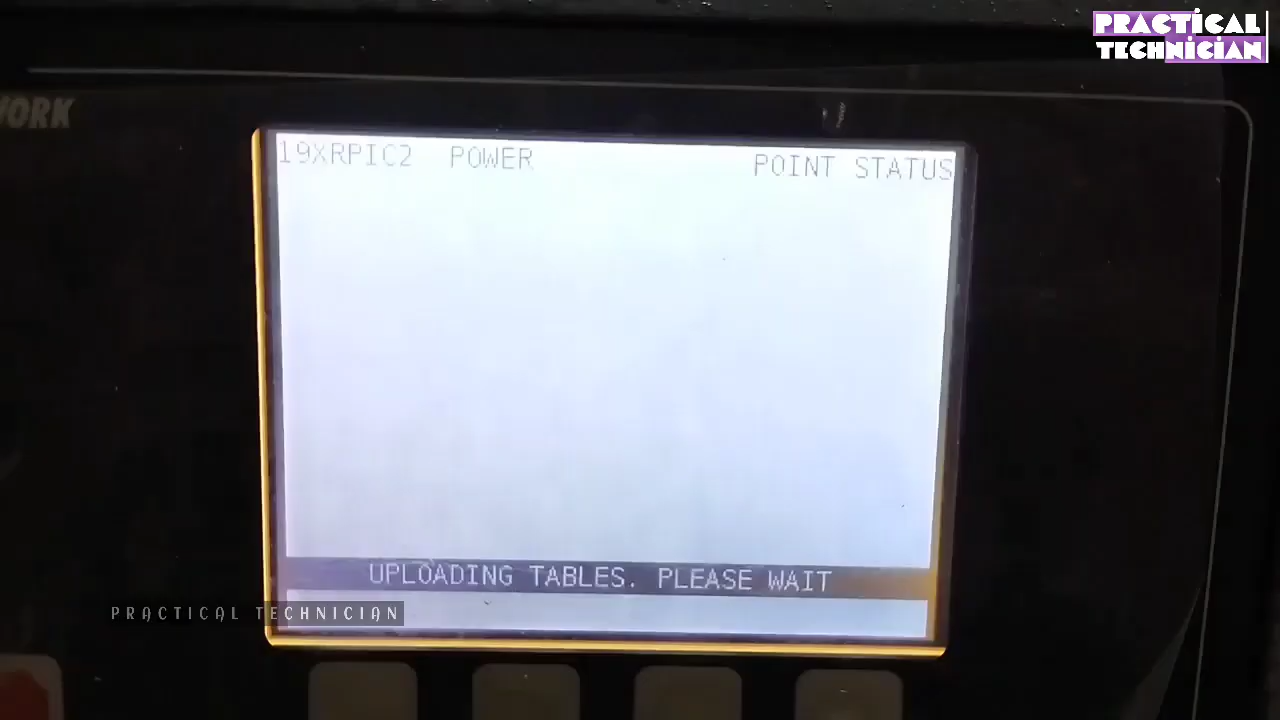 PRACTiCAL
TECHNiCiAN
WORK
19XRPIC2 POWER POINT STATUS
UPLOADING TABLES. PLEASE WAIT
PRACTICAL TECHNICIAN